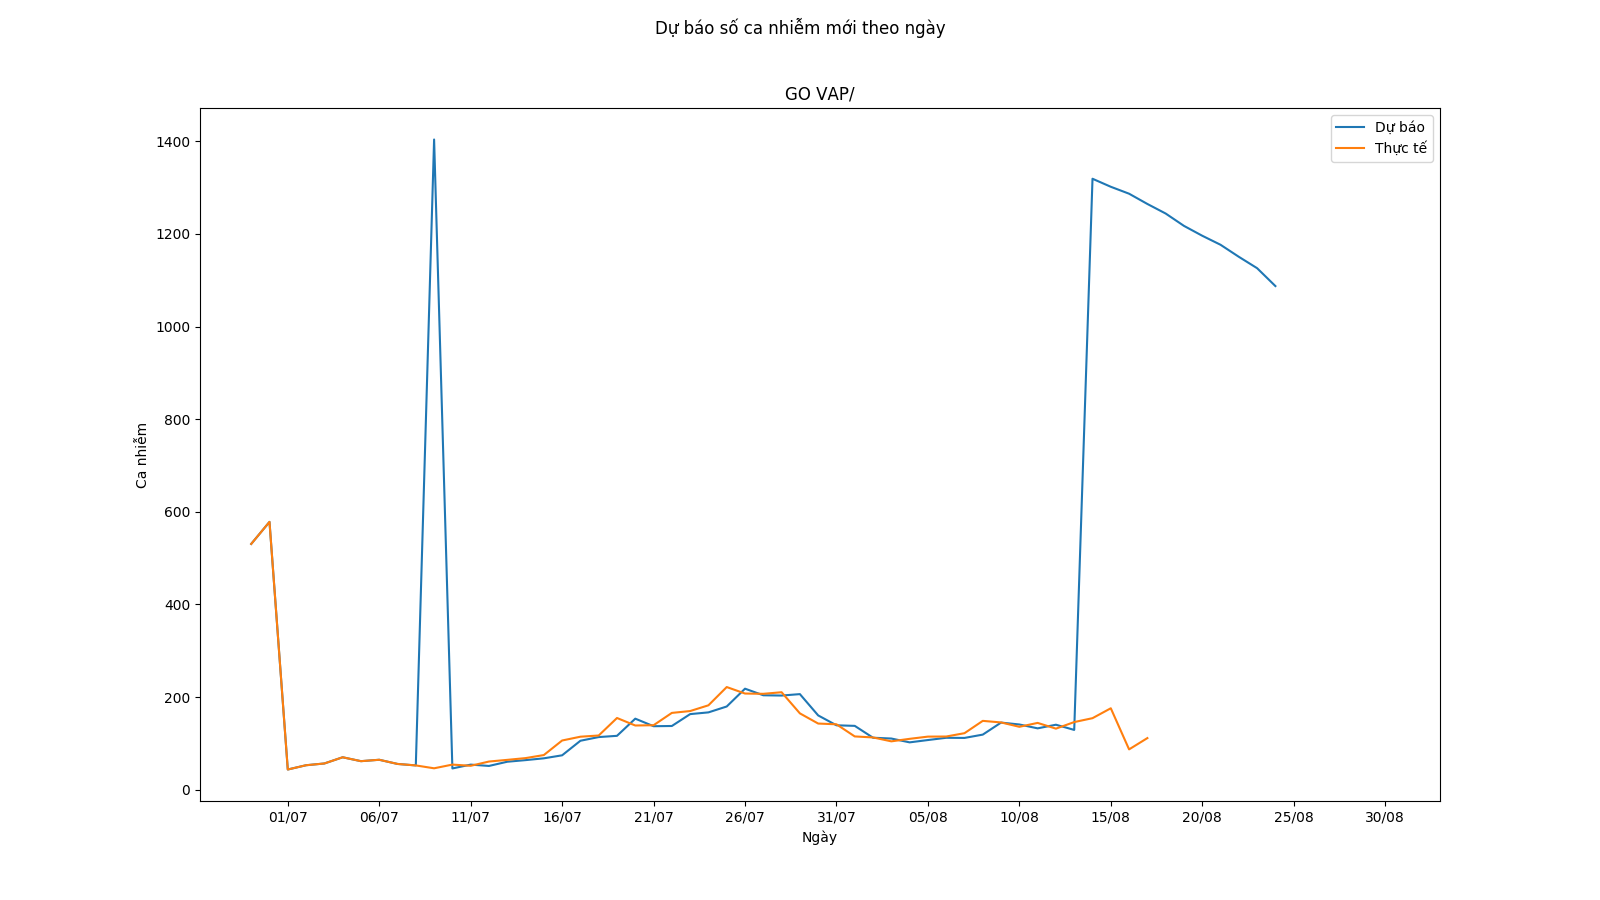 Dự báo số ca nhiễm mới theo ngày
GO VAP/
Dự báo
Thực tế
1400
1200
1000
800
600
400
200
0
Ca nhiễm
01/07 06/07 11/07 16/07 21/07 26/07 31/07 05/08 10/08 15/08 20/08 25/08 30/08
Ngày